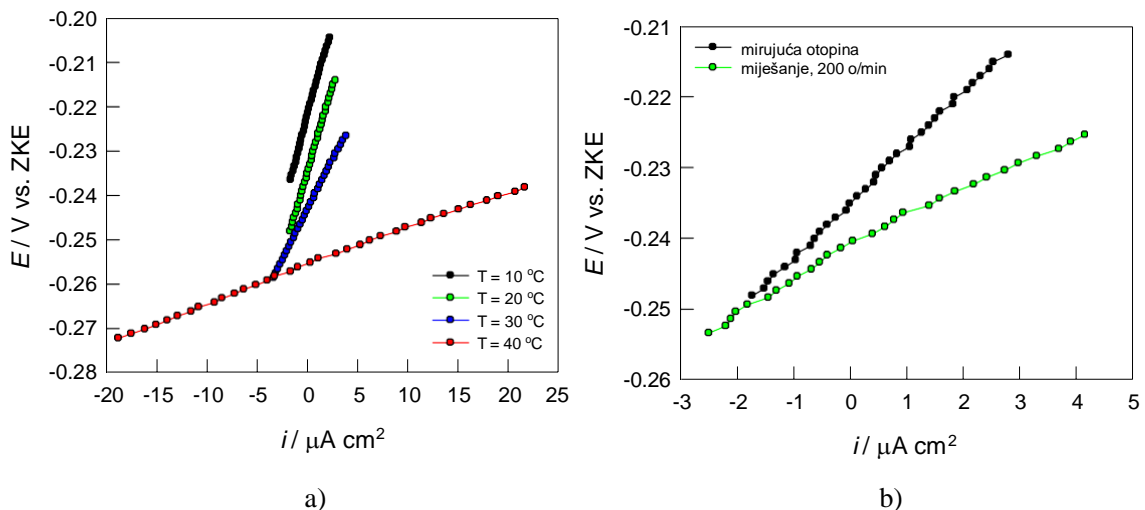 -0.20
-0.21
-0.22
-0.23
-0.24
-0.25
-0.26
-0.27
-0.28
E / V vs. ZKE
-20 -15 -10 -5 0 5 10 15 20 25
i / µA cm²
T = 10 °C
T = 20 °C
T = 30 °C
T = 40 °C
a)
-0.21
-0.22
-0.23
-0.24
-0.25
-0.26
E / V vs. ZKE
-3 -2 -1 0 1 2 3 4 5
i / µA cm²
mirujuća otopina
miješanje, 200 o/min
b)